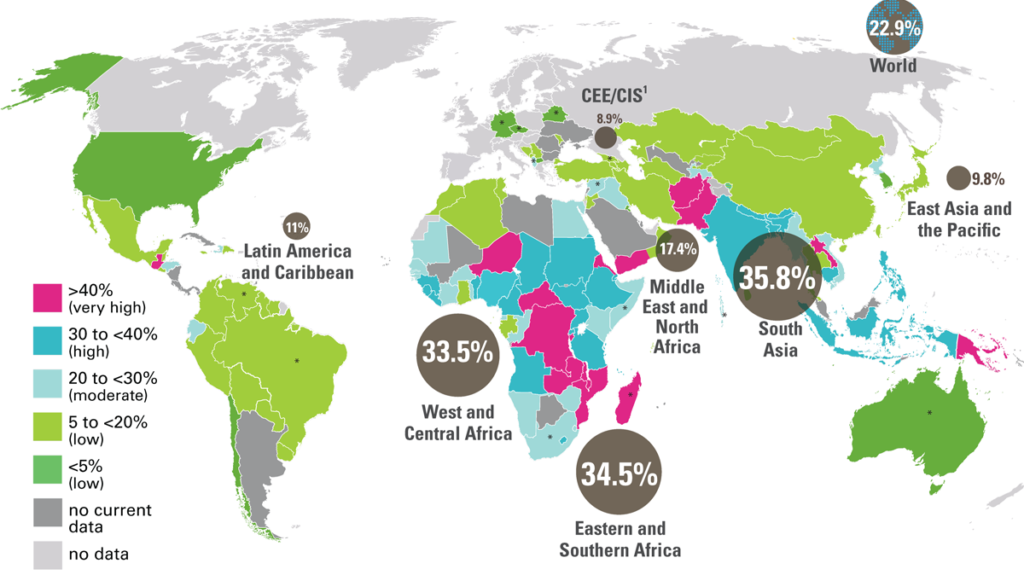 22.9%
World
CEE/CIS1
8.9%
9.8%
East Asia and
the Pacific
11%
Latin America
and Caribbean
17.4%
Middle
East and
North
Africa
35.8%
South
Asia
33.5%
West and
Central Africa
34.5%
Eastern and
Southern Africa
>40%
(very high)
30 to <40%
(high)
20 to <30%
(moderate)
5 to <20%
(low)
<5%
(low)
no current
data
no data